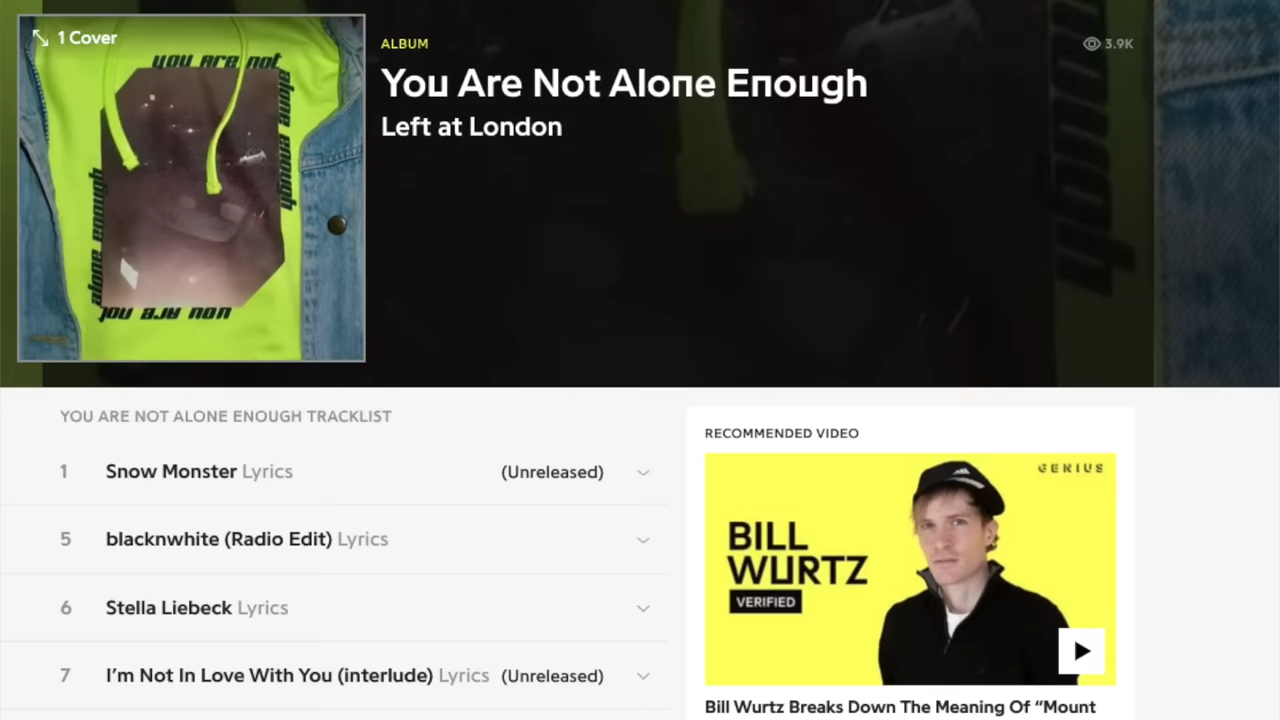 1 Cover
you are not
alone enough
alone enough
you are not
ALBUM
3.9K
You Are Not Alone Enough
Left at London
YOU ARE NOT ALONE ENOUGH TRACKLIST
1 Snow Monster Lyrics (Unreleased)
5 blacknwhite (Radio Edit) Lyrics
6 Stella Liebeck Lyrics
7 I'm Not In Love With You (interlude) Lyrics (Unreleased)
RECOMMENDED VIDEO
GENIUS
BILL
WURTZ
VERIFIED
Bill Wurtz Breaks Down The Meaning Of “Mount